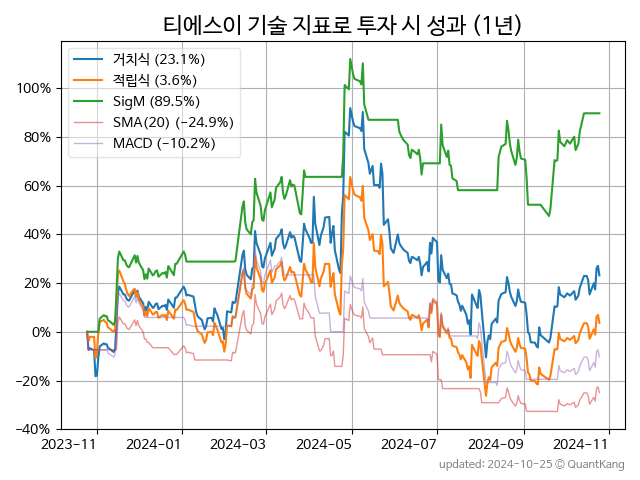 티에스이 기술 지표로 투자 시 성과 (1년)
거치식 (23.1%)
적립식 (3.6%)
SigM (89.5%)
SMA(20) (−24.9%)
MACD (−10.2%)
100%
80%
60%
40%
20%
0%
−20%
−40%
2023−11 2024−01 2024−03 2024−05 2024−07 2024−09 2024−11
updated: 2024-10-25 © QuantKang